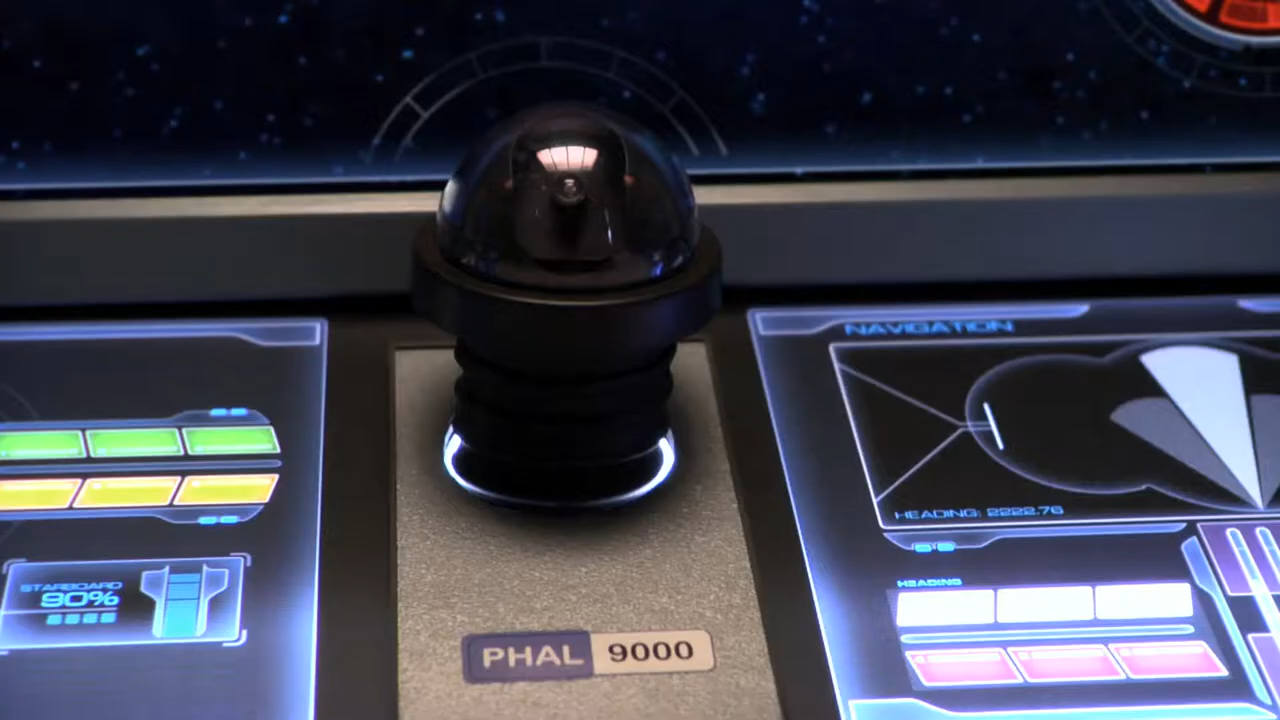 NAVIGATION
HEADING: 2222.76
HEADING
STARBOARD
90%
PHAL 9000